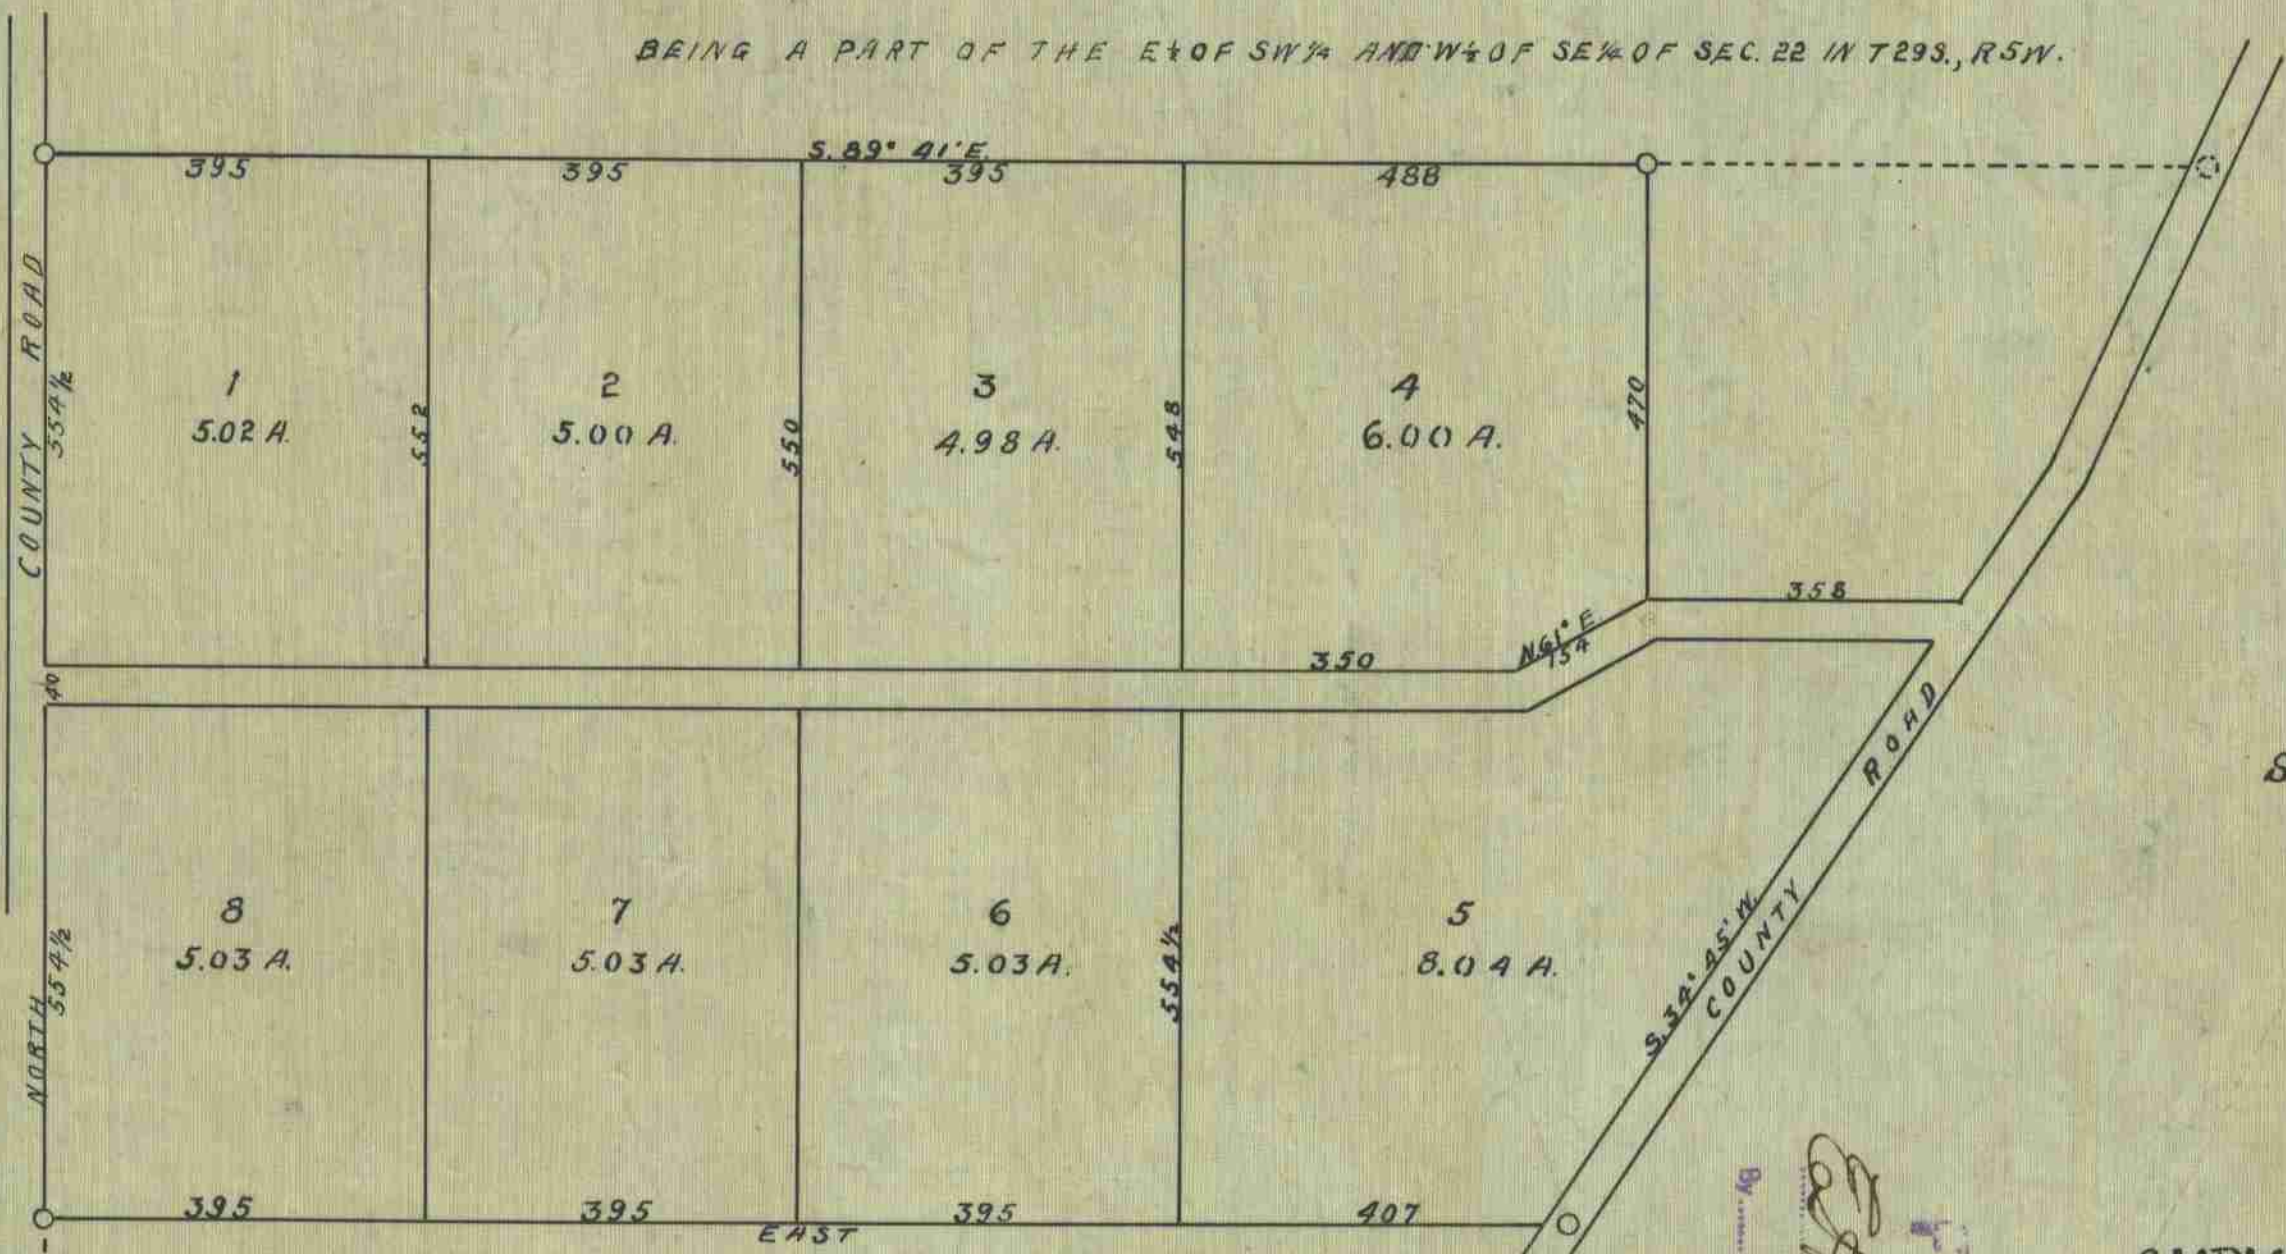 BEING A PART OF THE E½ OF SW¼ AND W½ OF SE¼ OF SEC. 22 IN T29S., R5W.
S. 89° 41' E.
395
395
395
488
COUNTY ROAD
554½
1
5.02 A.
552
2
5.00 A.
550
3
4.98 A.
548
4
6.00 A.
470
358
N.61° E.
154
350
40
8
5.03 A.
7
5.03 A.
6
5.03 A.
554½
5
8.04 A.
S. 34° 45' W.
COUNTY ROAD
NORTH
554½
395
395
395
407
EAST
By